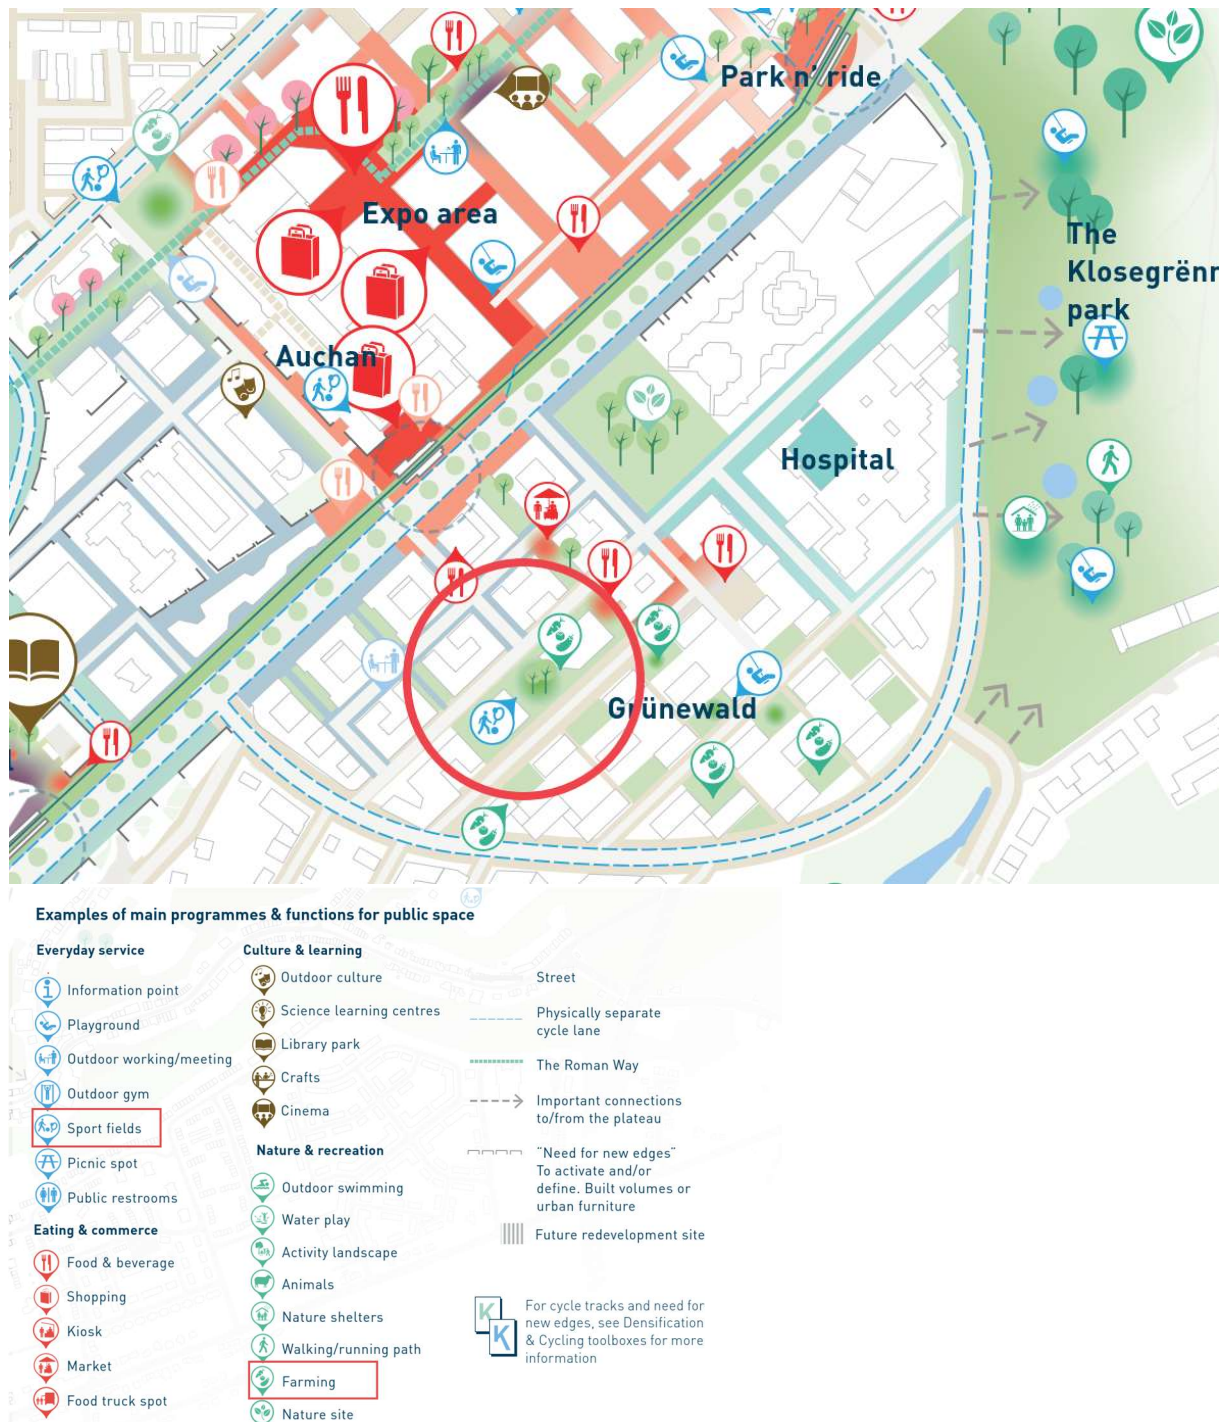 Park n' ride
Expo area
The
Klosegrënn
park
Auchan
Hospital
Grünewald
Examples of main programmes & functions for public space
Everyday service
Information point
Playground
Outdoor working/meeting
Outdoor gym
Sport fields
Picnic spot
Public restrooms
Eating & commerce
Food & beverage
Shopping
Kiosk
Market
Food truck spot
Culture & learning
Outdoor culture
Science learning centres
Library park
Crafts
Cinema
Nature & recreation
Outdoor swimming
Water play
Activity landscape
Animals
Nature shelters
Walking/running path
Farming
Nature site
Street
Physically separate
cycle lane
The Roman Way
Important connections
to/from the plateau
"Need for new edges"
To activate and/or
define. Built volumes or
urban furniture
Future redevelopment site
K
K
For cycle tracks and need for
new edges, see Densification
& Cycling toolboxes for more
information